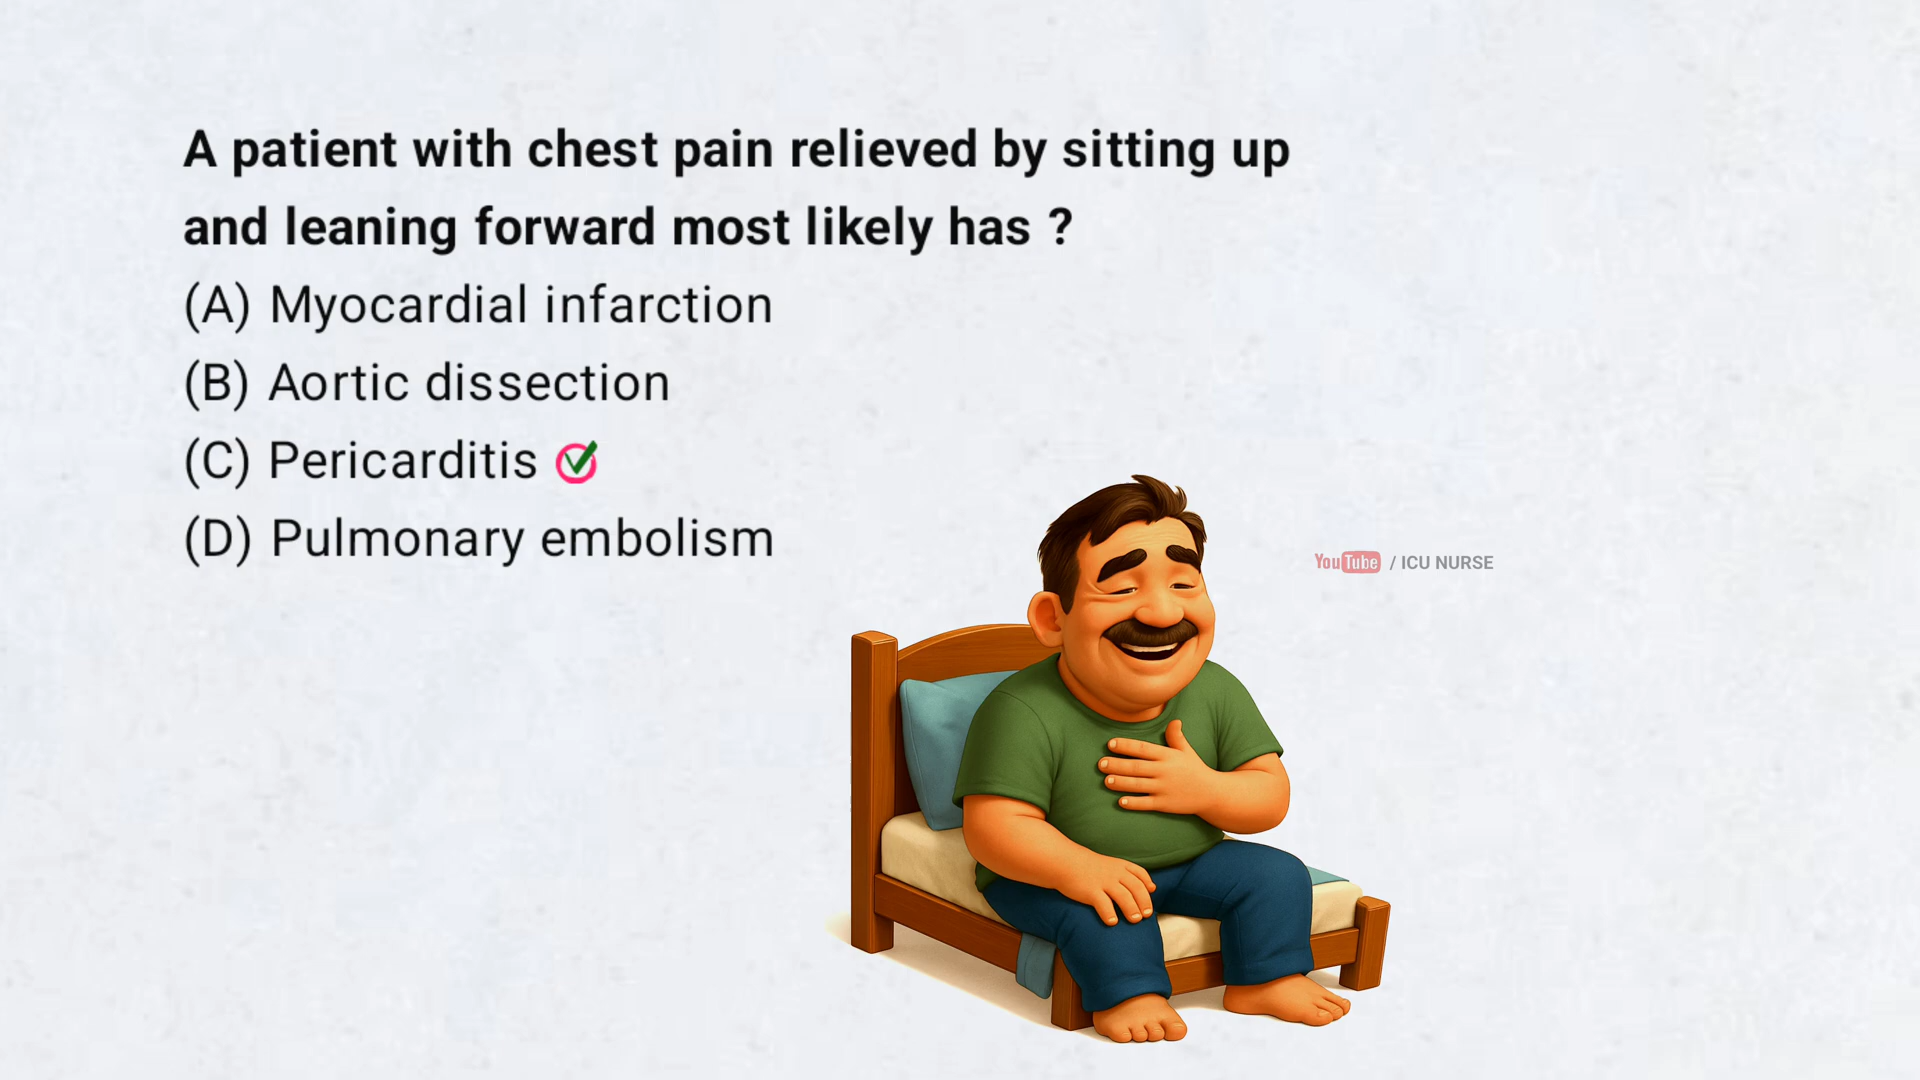 A patient with chest pain relieved by sitting up
and leaning forward most likely has ?
(A) Myocardial infarction
(B) Aortic dissection
(C) Pericarditis
(D) Pulmonary embolism
YouTube / ICU NURSE